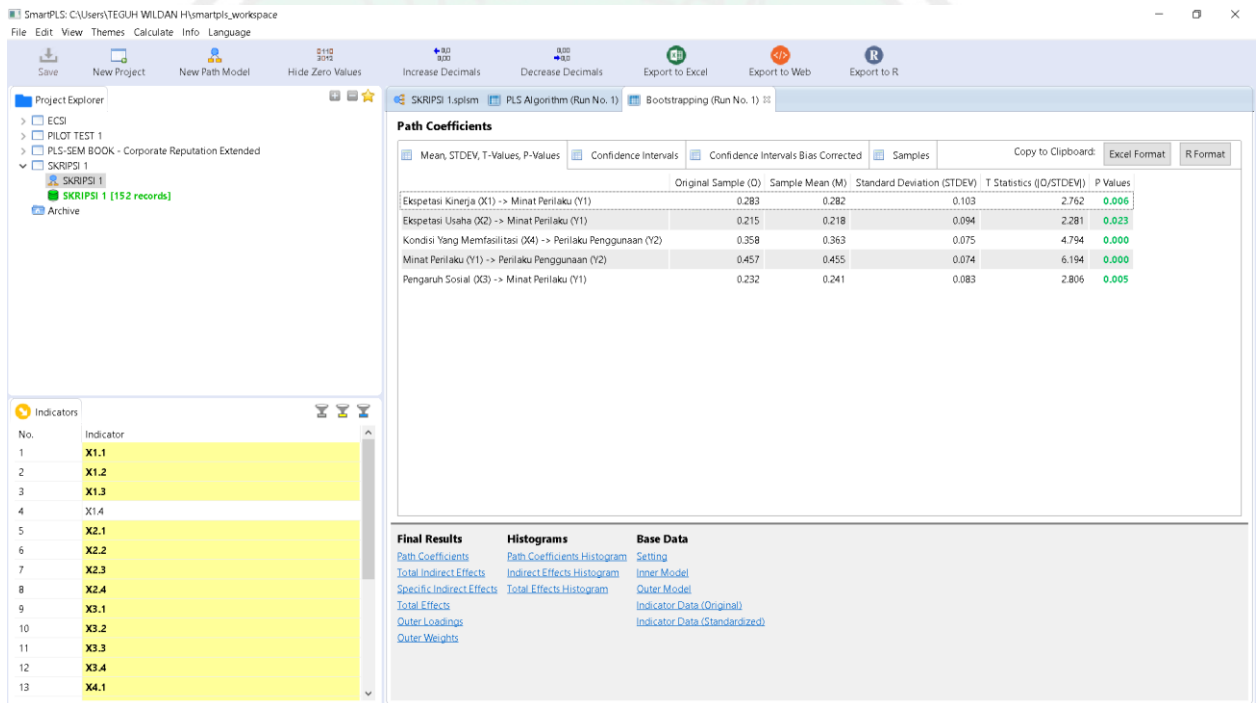 SmartPLS: C:\Users\TEGUH WILDAN H\smartpls_workspace
File Edit View Themes Calculate Info Language
Save New Project New Path Model Hide Zero Values Increase Decimals Decrease Decimals Export to Excel Export to Web Export to R
Project Explorer
ECSI
PILOT TEST 1
PLS-SEM BOOK - Corporate Reputation Extended
SKRIPSI 1
SKRIPSI 1
SKRIPSI 1 [152 records]
Archive
Indicators
No. Indicator
1 X1.1
2 X1.2
3 X1.3
4 X1.4
5 X2.1
6 X2.2
7 X2.3
8 X2.4
9 X3.1
10 X3.2
11 X3.3
12 X3.4
13 X4.1
SKRIPSI 1.splsm PLS Algorithm (Run No. 1) Bootstrapping (Run No. 1)
Path Coefficients
Mean, STDEV, T-Values, P-Values Confidence Intervals Confidence Intervals Bias Corrected Samples Copy to Clipboard: Excel Format R Format
Original Sample (O) Sample Mean (M) Standard Deviation (STDEV) T Statistics (|O/STDEV|) P Values
Ekspetasi Kinerja (X1) -> Minat Perilaku (Y1) 0.283 0.282 0.103 2.762 0.006
Ekspetasi Usaha (X2) -> Minat Perilaku (Y1) 0.215 0.218 0.094 2.281 0.023
Kondisi Yang Memfasilitasi (X4) -> Perilaku Penggunaan (Y2) 0.358 0.363 0.075 4.794 0.000
Minat Perilaku (Y1) -> Perilaku Penggunaan (Y2) 0.457 0.455 0.074 6.194 0.000
Pengaruh Sosial (X3) -> Minat Perilaku (Y1) 0.232 0.241 0.083 2.806 0.005
Final Results Histograms Base Data
Path Coefficients Path Coefficients Histogram Setting
Total Indirect Effects Indirect Effects Histogram Inner Model
Specific Indirect Effects Total Effects Histogram Outer Model
Total Effects Indicator Data (Original)
Outer Loadings Indicator Data (Standardized)
Outer Weights